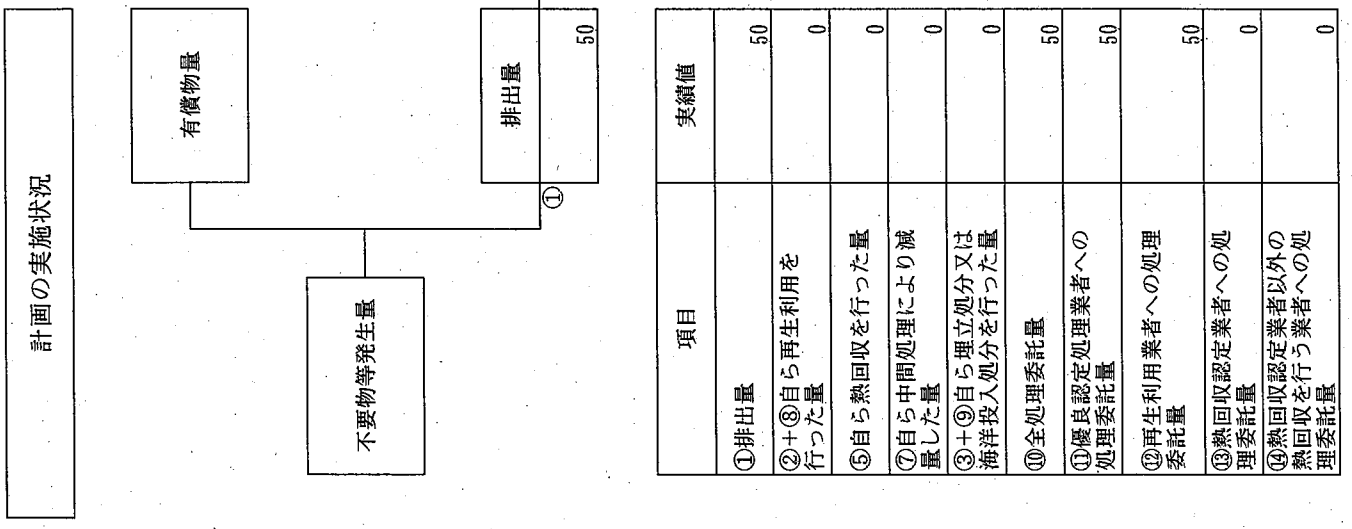 計画の実施状況
有償物量
不要物等発生量
①
排出量
50
項目
実績値
①排出量
50
②+⑧自ら再生利用を
行った量
0
⑤自ら熱回収を行った量
0
⑦自ら中間処理により減
量した量
0
③+⑨自ら埋立処分又は
海洋投入処分を行った量
0
⑩全処理委託量
50
⑪優良認定処理業者への
処理委託量
50
⑫再生利用業者への処理
委託量
50
⑬熱回収認定業者への処
理委託量
0
⑭熱回収認定業者以外の
熱回収を行う業者への処
理委託量
0